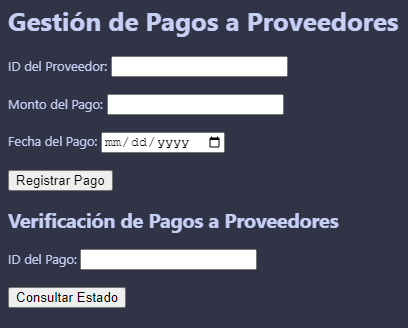 Gestión de Pagos a Proveedores
ID del Proveedor:
Monto del Pago:
Fecha del Pago: mm/dd/yyyy
Registrar Pago
Verificación de Pagos a Proveedores
ID del Pago:
Consultar Estado